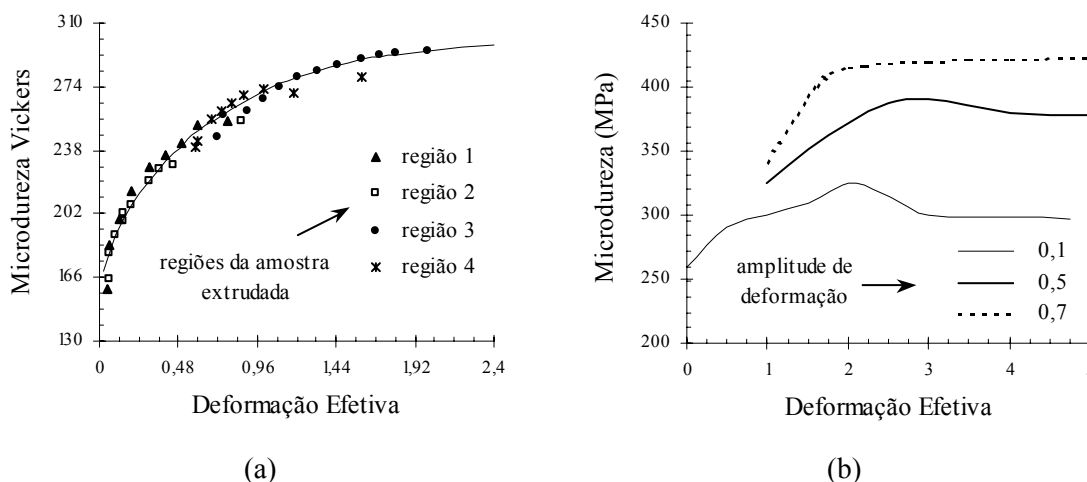 310
274
238
202
166
130
Microdureza Vickers
0
0,48
0,96
1,44
1,92
2,4
Deformação Efetiva
região 1
região 2
região 3
região 4
regiões da amostra
extrudada
(a)
450
400
350
300
250
200
Microdureza (MPa)
0
1
2
3
4
Deformação Efetiva
amplitude de
deformação
0,1
0,5
0,7
(b)